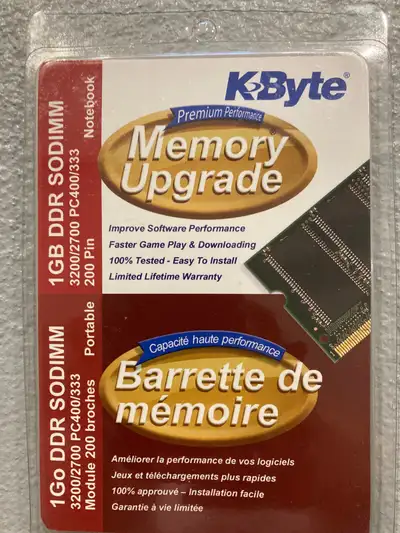 K Byte®
Premium Performance
Memory
Upgrade
Improve Software Performance
Faster Game Play & Downloading
100% Tested - Easy To Install
Limited Lifetime Warranty
1GB DDR SODIMM
3200/2700 PC400/333
200 Pin Notebook
Capacité haute performance
Barrette de
mémoire
Améliorer la performance de vos logiciels
Jeux et téléchargements plus rapides
100% approuvé – Installation facile
Garantie à vie limitée
1Go DDR SODIMM
3200/2700 PC400/333
Module 200 broches Portable